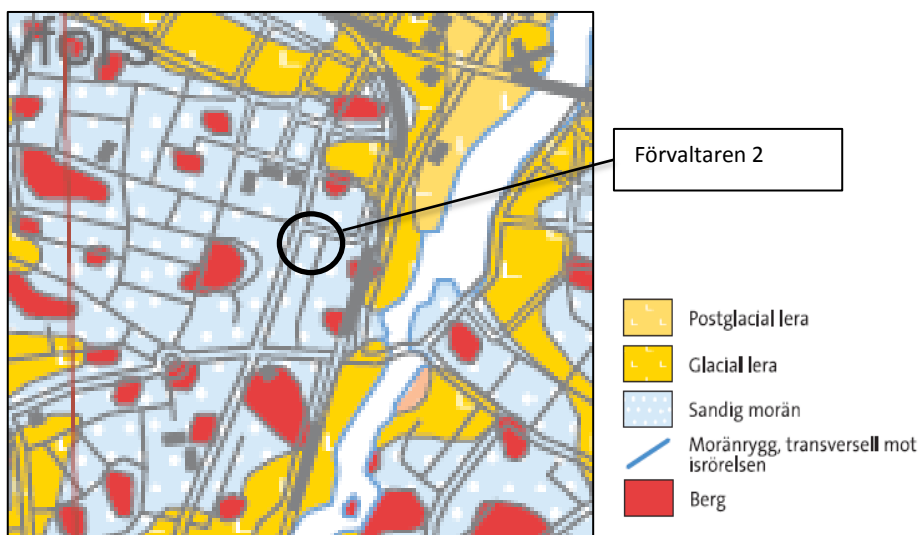 Förvaltaren 2
Postglacial lera
Glacial lera
Sandig morän
Moränrygg, transversell mot
isrörelsen
Berg